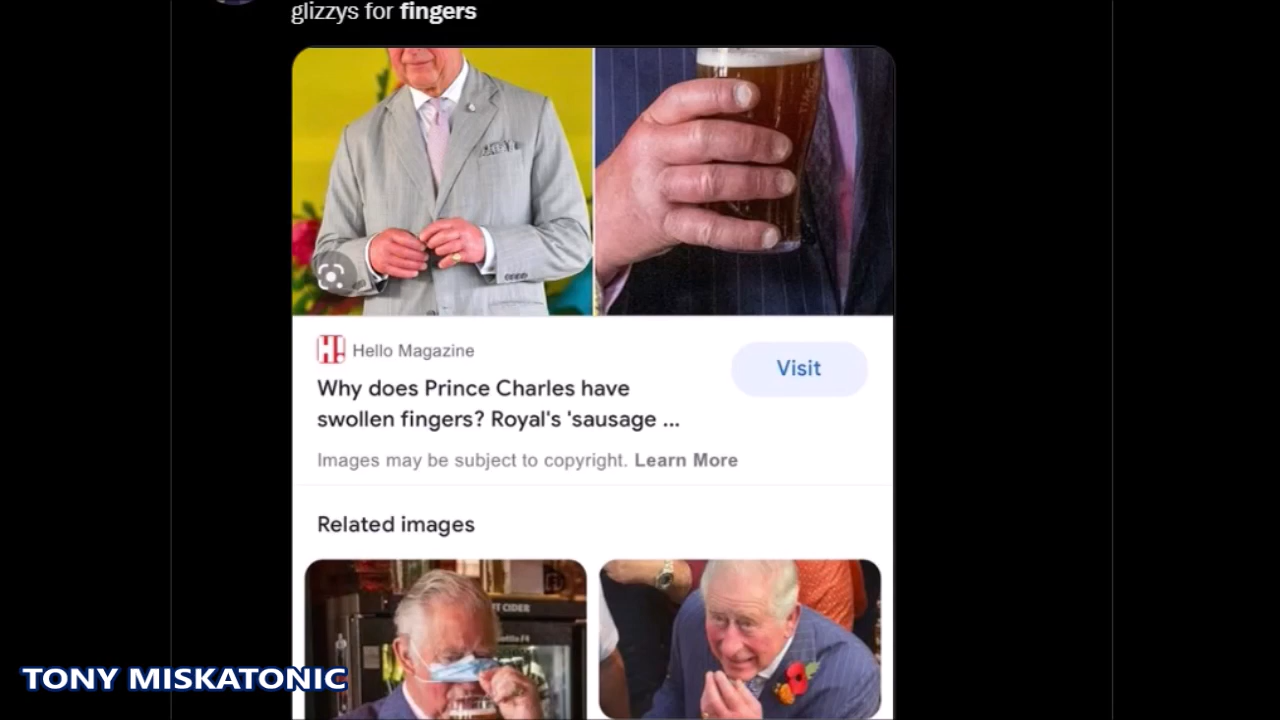 glizzys for fingers
H!
Hello Magazine
Visit
Why does Prince Charles have
swollen fingers? Royal's 'sausage ...
Images may be subject to copyright. Learn More
Related images
CIDER
TONY MISKATONIC